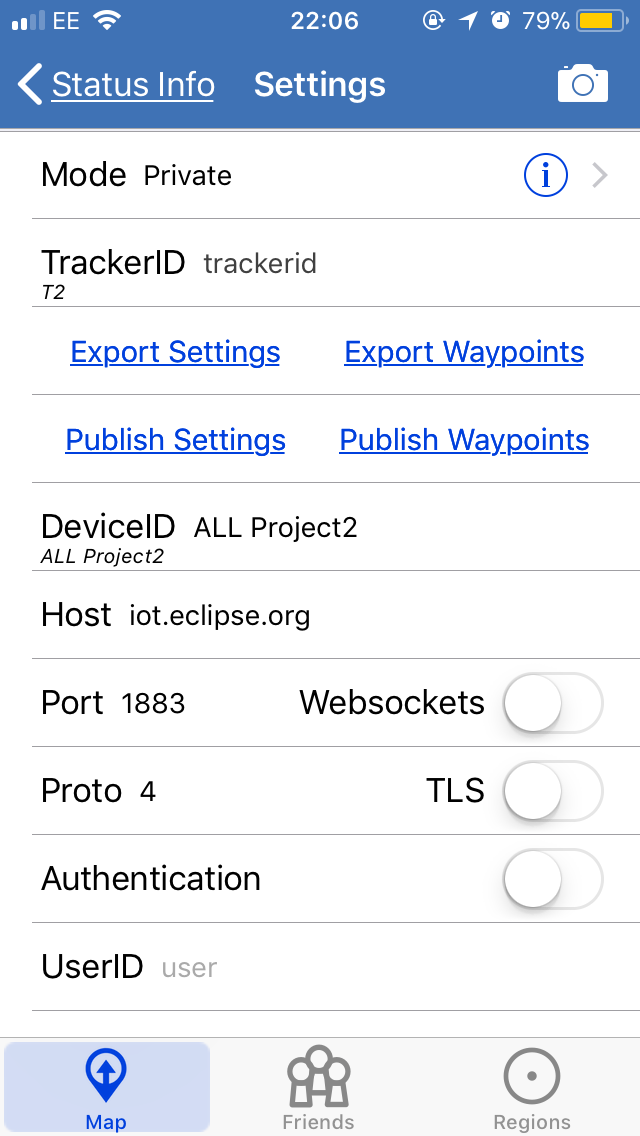 EE 22:06 79%
Status Info Settings
Mode Private i
TrackerID trackerid
T2
Export Settings Export Waypoints
Publish Settings Publish Waypoints
DeviceID ALL Project2
ALL Project2
Host iot.eclipse.org
Port 1883 Websockets
Proto 4 TLS
Authentication
UserID user
Map Friends Regions